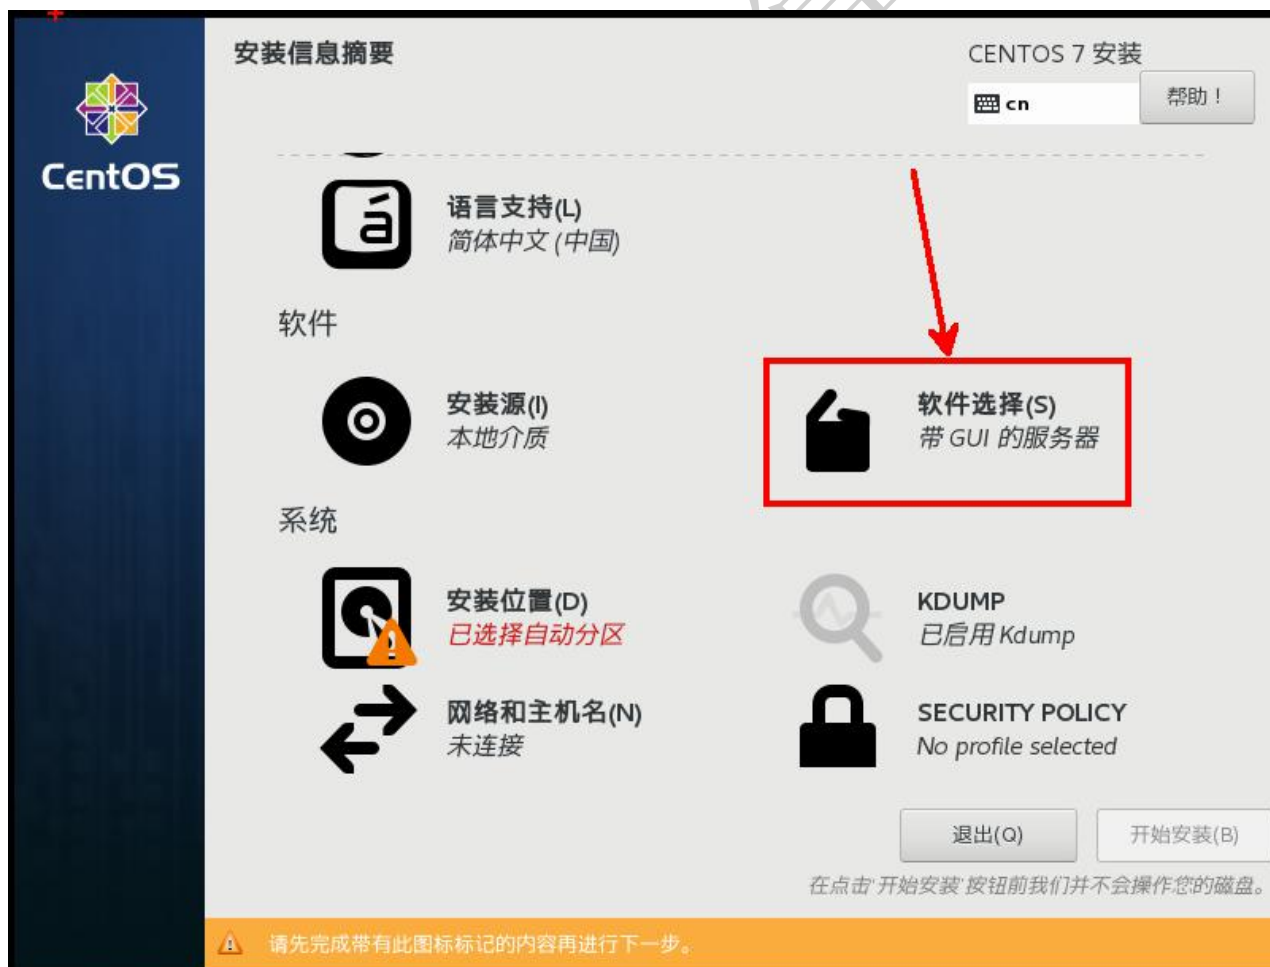 安装信息摘要
CENTOS 7 安装
cn
帮助！
CentOS
语言支持(L)
简体中文 (中国)
软件
安装源(I)
本地介质
软件选择(S)
带 GUI 的服务器
系统
安装位置(D)
已选择自动分区
KDUMP
已启用 Kdump
网络和主机名(N)
未连接
SECURITY POLICY
No profile selected
退出(Q)
开始安装(B)
在点击'开始安装'按钮前我们并不会操作您的磁盘。
请先完成带有此图标标记的内容再进行下一步。